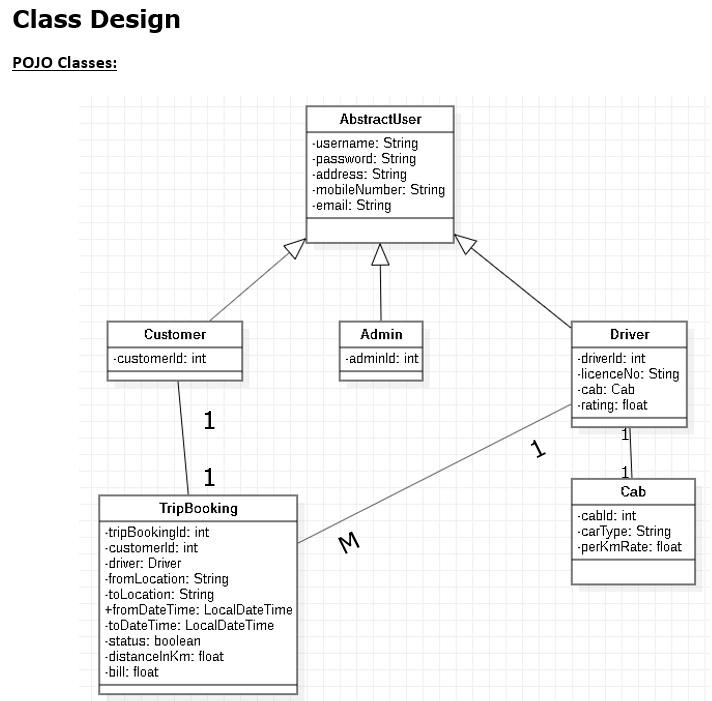 Class Design
POJO Classes:
AbstractUser
-username: String
-password: String
-address: String
-mobileNumber: String
-email: String
Customer
-customerId: int
Admin
-adminId: int
Driver
-driverId: int
-licenceNo: Sting
-cab: Cab
-rating: float
1
1
1
M
1
1
TripBooking
-tripBookingId: int
-customerId: int
-driver: Driver
-fromLocation: String
-toLocation: String
+fromDateTime: LocalDateTime
-toDateTime: LocalDateTime
-status: boolean
-distanceInKm: float
-bill: float
Cab
-cabId: int
-carType: String
-perKmRate: float